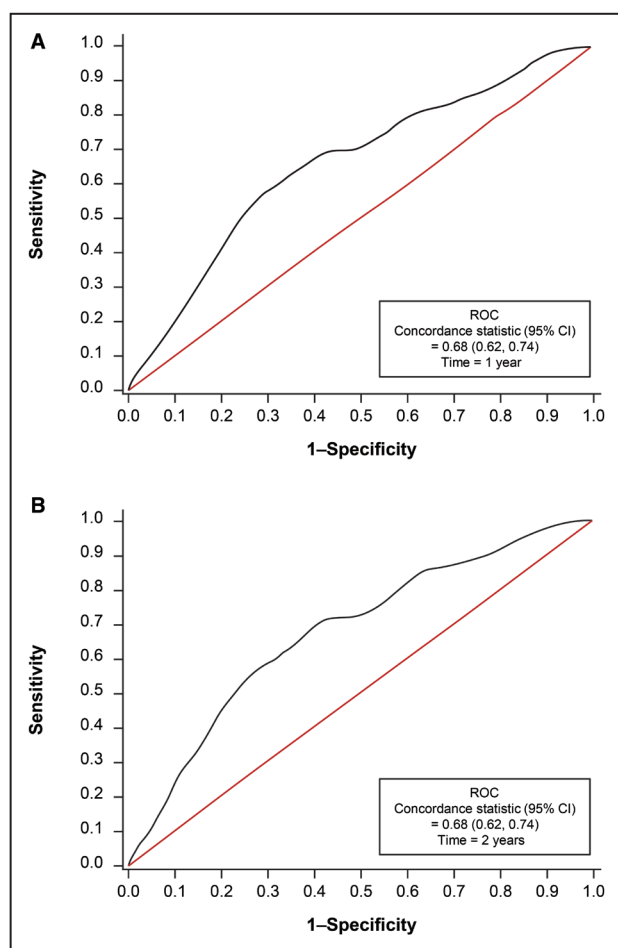 A
1.0
0.9
0.8
0.7
0.6
0.5
0.4
0.3
0.2
0.1
0.0
Sensitivity
ROC
Concordance statistic (95% CI)
= 0.68 (0.62, 0.74)
Time = 1 year
0.0 0.1 0.2 0.3 0.4 0.5 0.6 0.7 0.8 0.9 1.0
1–Specificity
B
1.0
0.9
0.8
0.7
0.6
0.5
0.4
0.3
0.2
0.1
0.0
Sensitivity
ROC
Concordance statistic (95% CI)
= 0.68 (0.62, 0.74)
Time = 2 years
0.0 0.1 0.2 0.3 0.4 0.5 0.6 0.7 0.8 0.9 1.0
1–Specificity